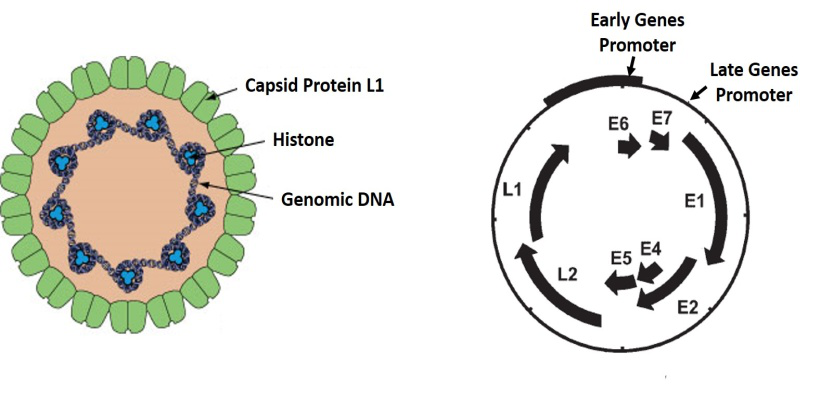 Capsid Protein L1
Histone
Genomic DNA
Early Genes
Promoter
Late Genes
Promoter
E6
E7
L1
E1
E5
E4
L2
E2